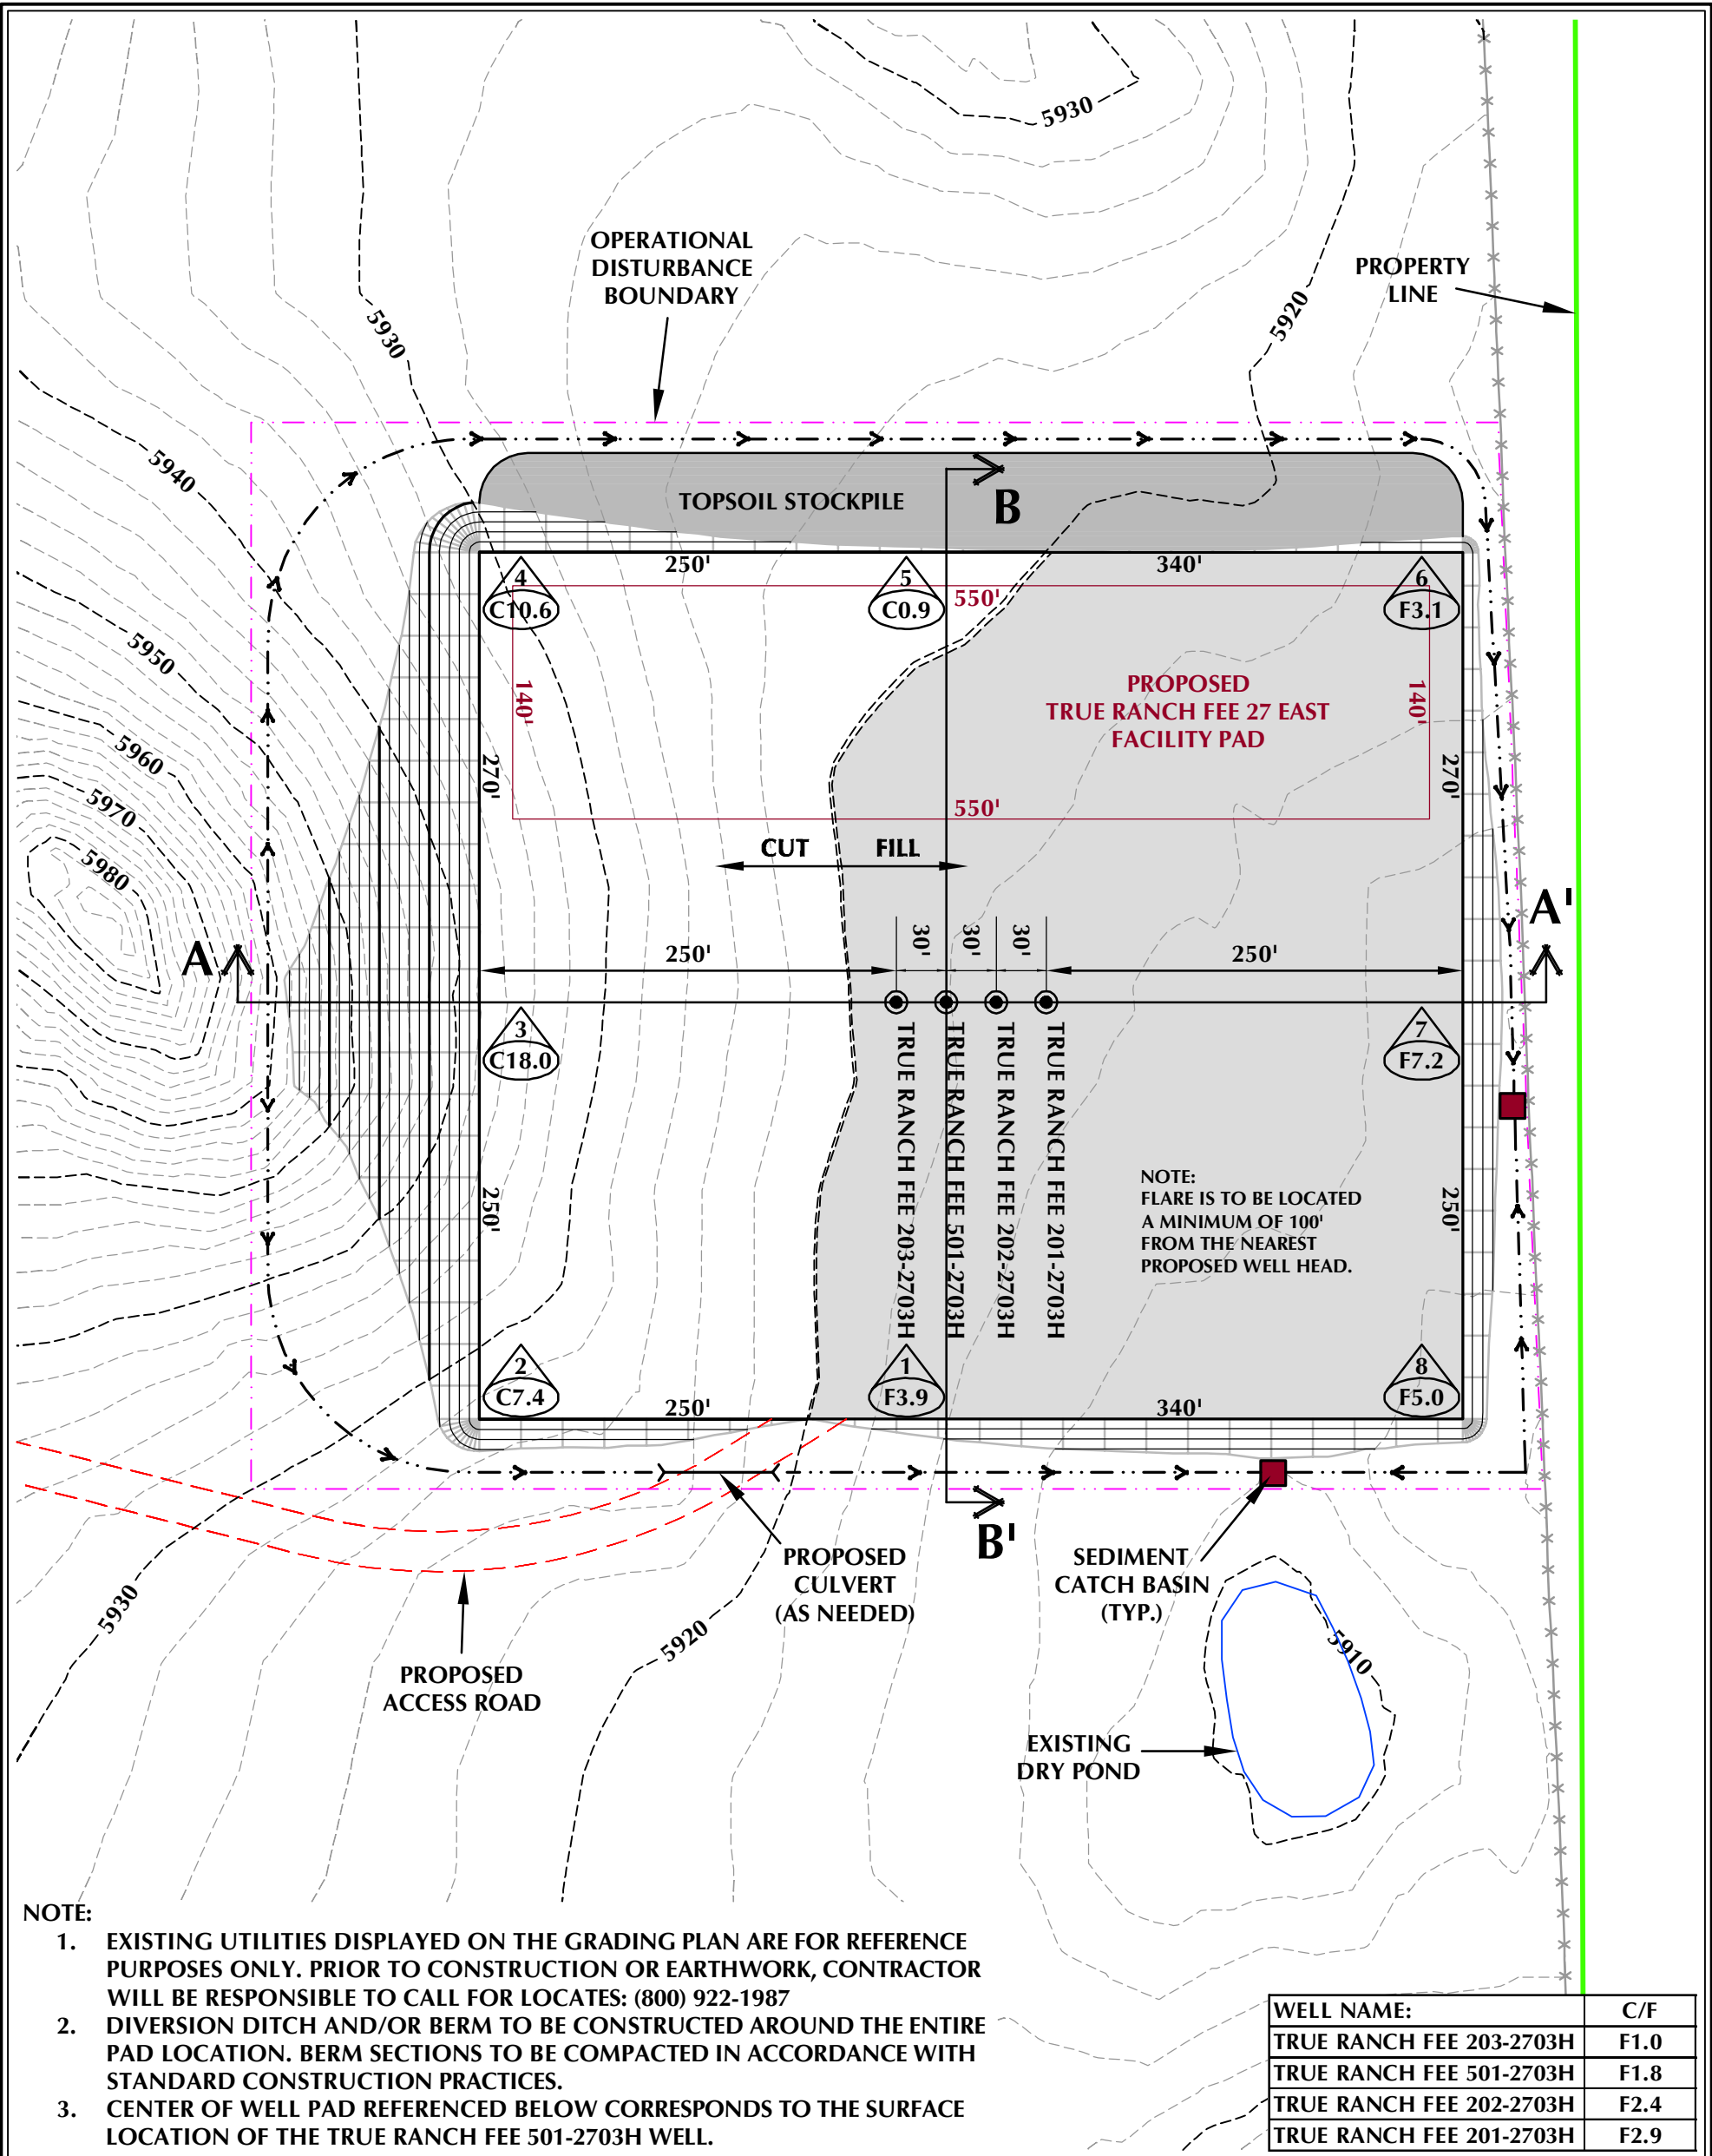 5930
OPERATIONAL
DISTURBANCE
BOUNDARY
PROPERTY
LINE
5930
5920
5940
TOPSOIL STOCKPILE
B
250'
340'
4
C10.6
5
C0.9
6
F3.1
550'
5950
140'
PROPOSED
TRUE RANCH FEE 27 EAST
FACILITY PAD
140'
5960
270'
270'
5970
550'
5980
CUT
FILL
A
A'
250'
30'
30'
30'
250'
3
C18.0
7
F7.2
TRUE RANCH FEE 203-2703H
TRUE RANCH FEE 501-2703H
TRUE RANCH FEE 202-2703H
TRUE RANCH FEE 201-2703H
NOTE:
FLARE IS TO BE LOCATED
A MINIMUM OF 100'
FROM THE NEAREST
PROPOSED WELL HEAD.
250'
250'
2
C7.4
1
F3.9
8
F5.0
250'
340'
B'
PROPOSED
CULVERT
(AS NEEDED)
SEDIMENT
CATCH BASIN
(TYP.)
5930
5920
5910
PROPOSED
ACCESS ROAD
EXISTING
DRY POND
NOTE:
1. EXISTING UTILITIES DISPLAYED ON THE GRADING PLAN ARE FOR REFERENCE
PURPOSES ONLY. PRIOR TO CONSTRUCTION OR EARTHWORK, CONTRACTOR
WILL BE RESPONSIBLE TO CALL FOR LOCATES: (800) 922-1987
2. DIVERSION DITCH AND/OR BERM TO BE CONSTRUCTED AROUND THE ENTIRE
PAD LOCATION. BERM SECTIONS TO BE COMPACTED IN ACCORDANCE WITH
STANDARD CONSTRUCTION PRACTICES.
3. CENTER OF WELL PAD REFERENCED BELOW CORRESPONDS TO THE SURFACE
LOCATION OF THE TRUE RANCH FEE 501-2703H WELL.
WELL NAME: C/F
TRUE RANCH FEE 203-2703H F1.0
TRUE RANCH FEE 501-2703H F1.8
TRUE RANCH FEE 202-2703H F2.4
TRUE RANCH FEE 201-2703H F2.9